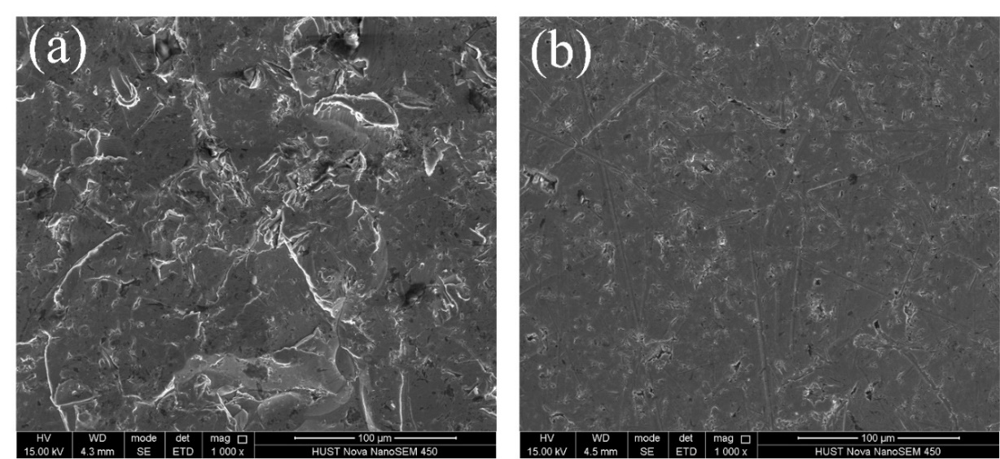 (a)
HV WD mode det mag □ 100 µm
15.00 kV 4.3 mm SE ETD 1 000 x HUST Nova NanoSEM 450
(b)
HV WD mode det mag □ 100 µm
15.00 kV 4.5 mm SE ETD 1 000 x HUST Nova NanoSEM 450